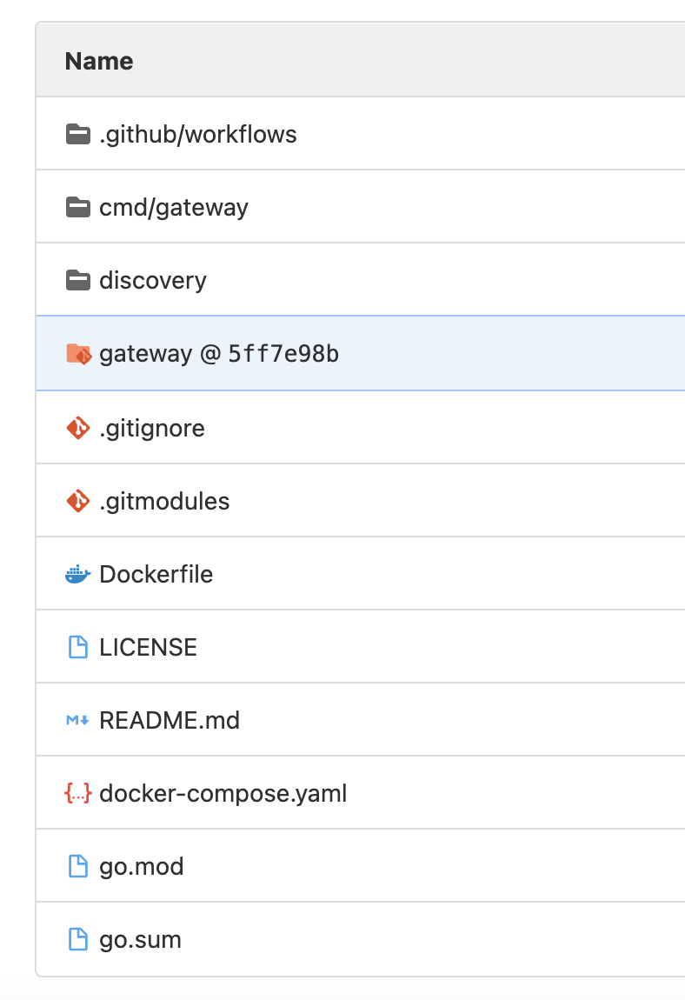 Name
.github/workflows
cmd/gateway
discovery
gateway @ 5ff7e98b
.gitignore
.gitmodules
Dockerfile
LICENSE
README.md
docker-compose.yaml
go.mod
go.sum